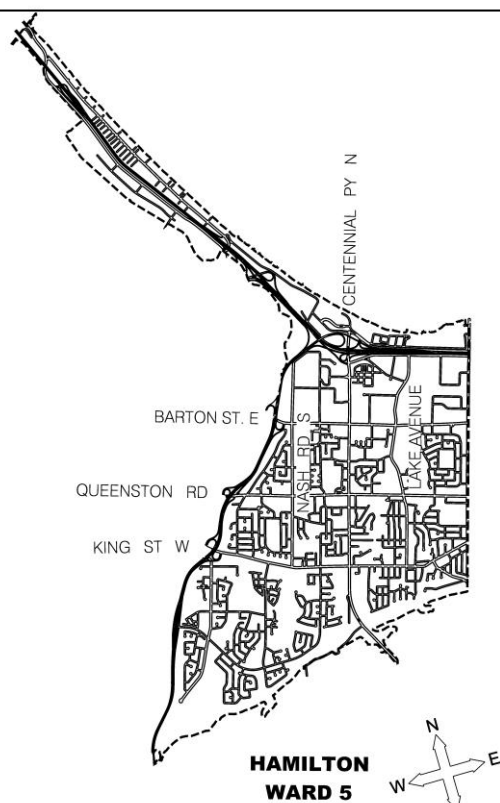 CENTENNIAL PY N
BARTON ST. E
NASH RD S
LAKE AVENUE
QUEENSTON RD
KING ST W
HAMILTON
WARD 5
N
E
W
S